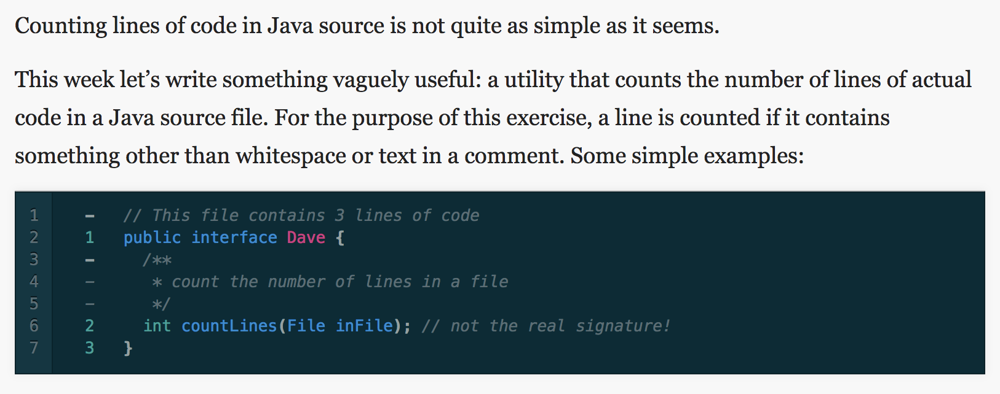 Counting lines of code in Java source is not quite as simple as it seems.
This week let’s write something vaguely useful: a utility that counts the number of lines of actual
code in a Java source file. For the purpose of this exercise, a line is counted if it contains
something other than whitespace or text in a comment. Some simple examples:
1 - // This file contains 3 lines of code
2 1 public interface Dave {
3 - /**
4 - * count the number of lines in a file
5 - */
6 2 int countLines(File inFile); // not the real signature!
7 3 }